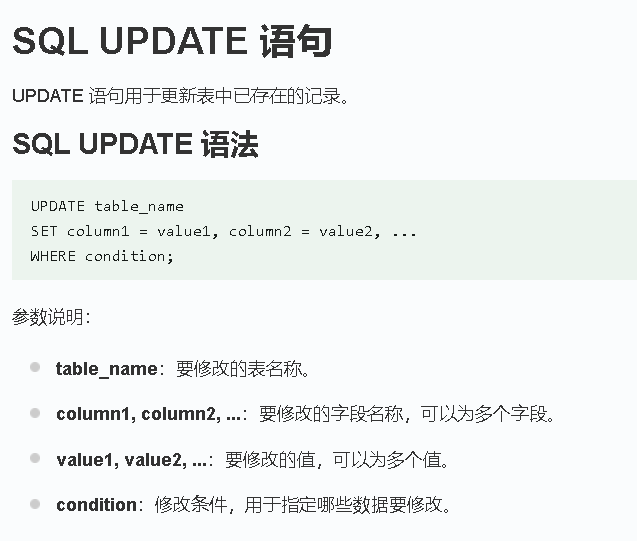 SQL UPDATE 语句
UPDATE 语句用于更新表中已存在的记录。
SQL UPDATE 语法
UPDATE table_name
SET column1 = value1, column2 = value2, ...
WHERE condition;
参数说明：
table_name：要修改的表名称。
column1, column2, ...：要修改的字段名称，可以为多个字段。
value1, value2, ...：要修改的值，可以为多个值。
condition：修改条件，用于指定哪些数据要修改。